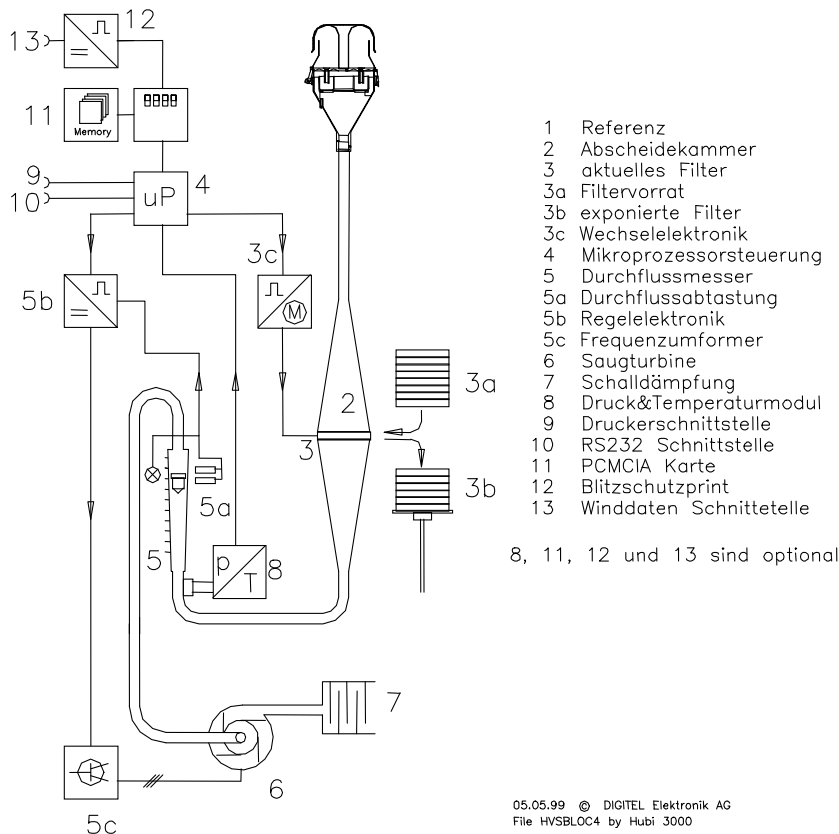 13
12
11
Memory
9
10
uP
4
3c
M
5b
2
3a
3
3b
5a
5
p
T
8
7
6
5c
1 Referenz
2 Abscheidekammer
3 aktuelles Filter
3a Filtervorrat
3b exponierte Filter
3c Wechselelektronik
4 Mikroprozessorsteuerung
5 Durchflussmesser
5a Durchflussabtastung
5b Regelelektronik
5c Frequenzumformer
6 Saugturbine
7 Schalldämpfung
8 Druck&Temperaturmodul
9 Druckerschnittstelle
10 RS232 Schnittstelle
11 PCMCIA Karte
12 Blitzschutzprint
13 Winddaten Schnittetelle
8, 11, 12 und 13 sind optional
05.05.99 © DIGITEL Elektronik AG
File HVSBLOC4 by Hubi 3000